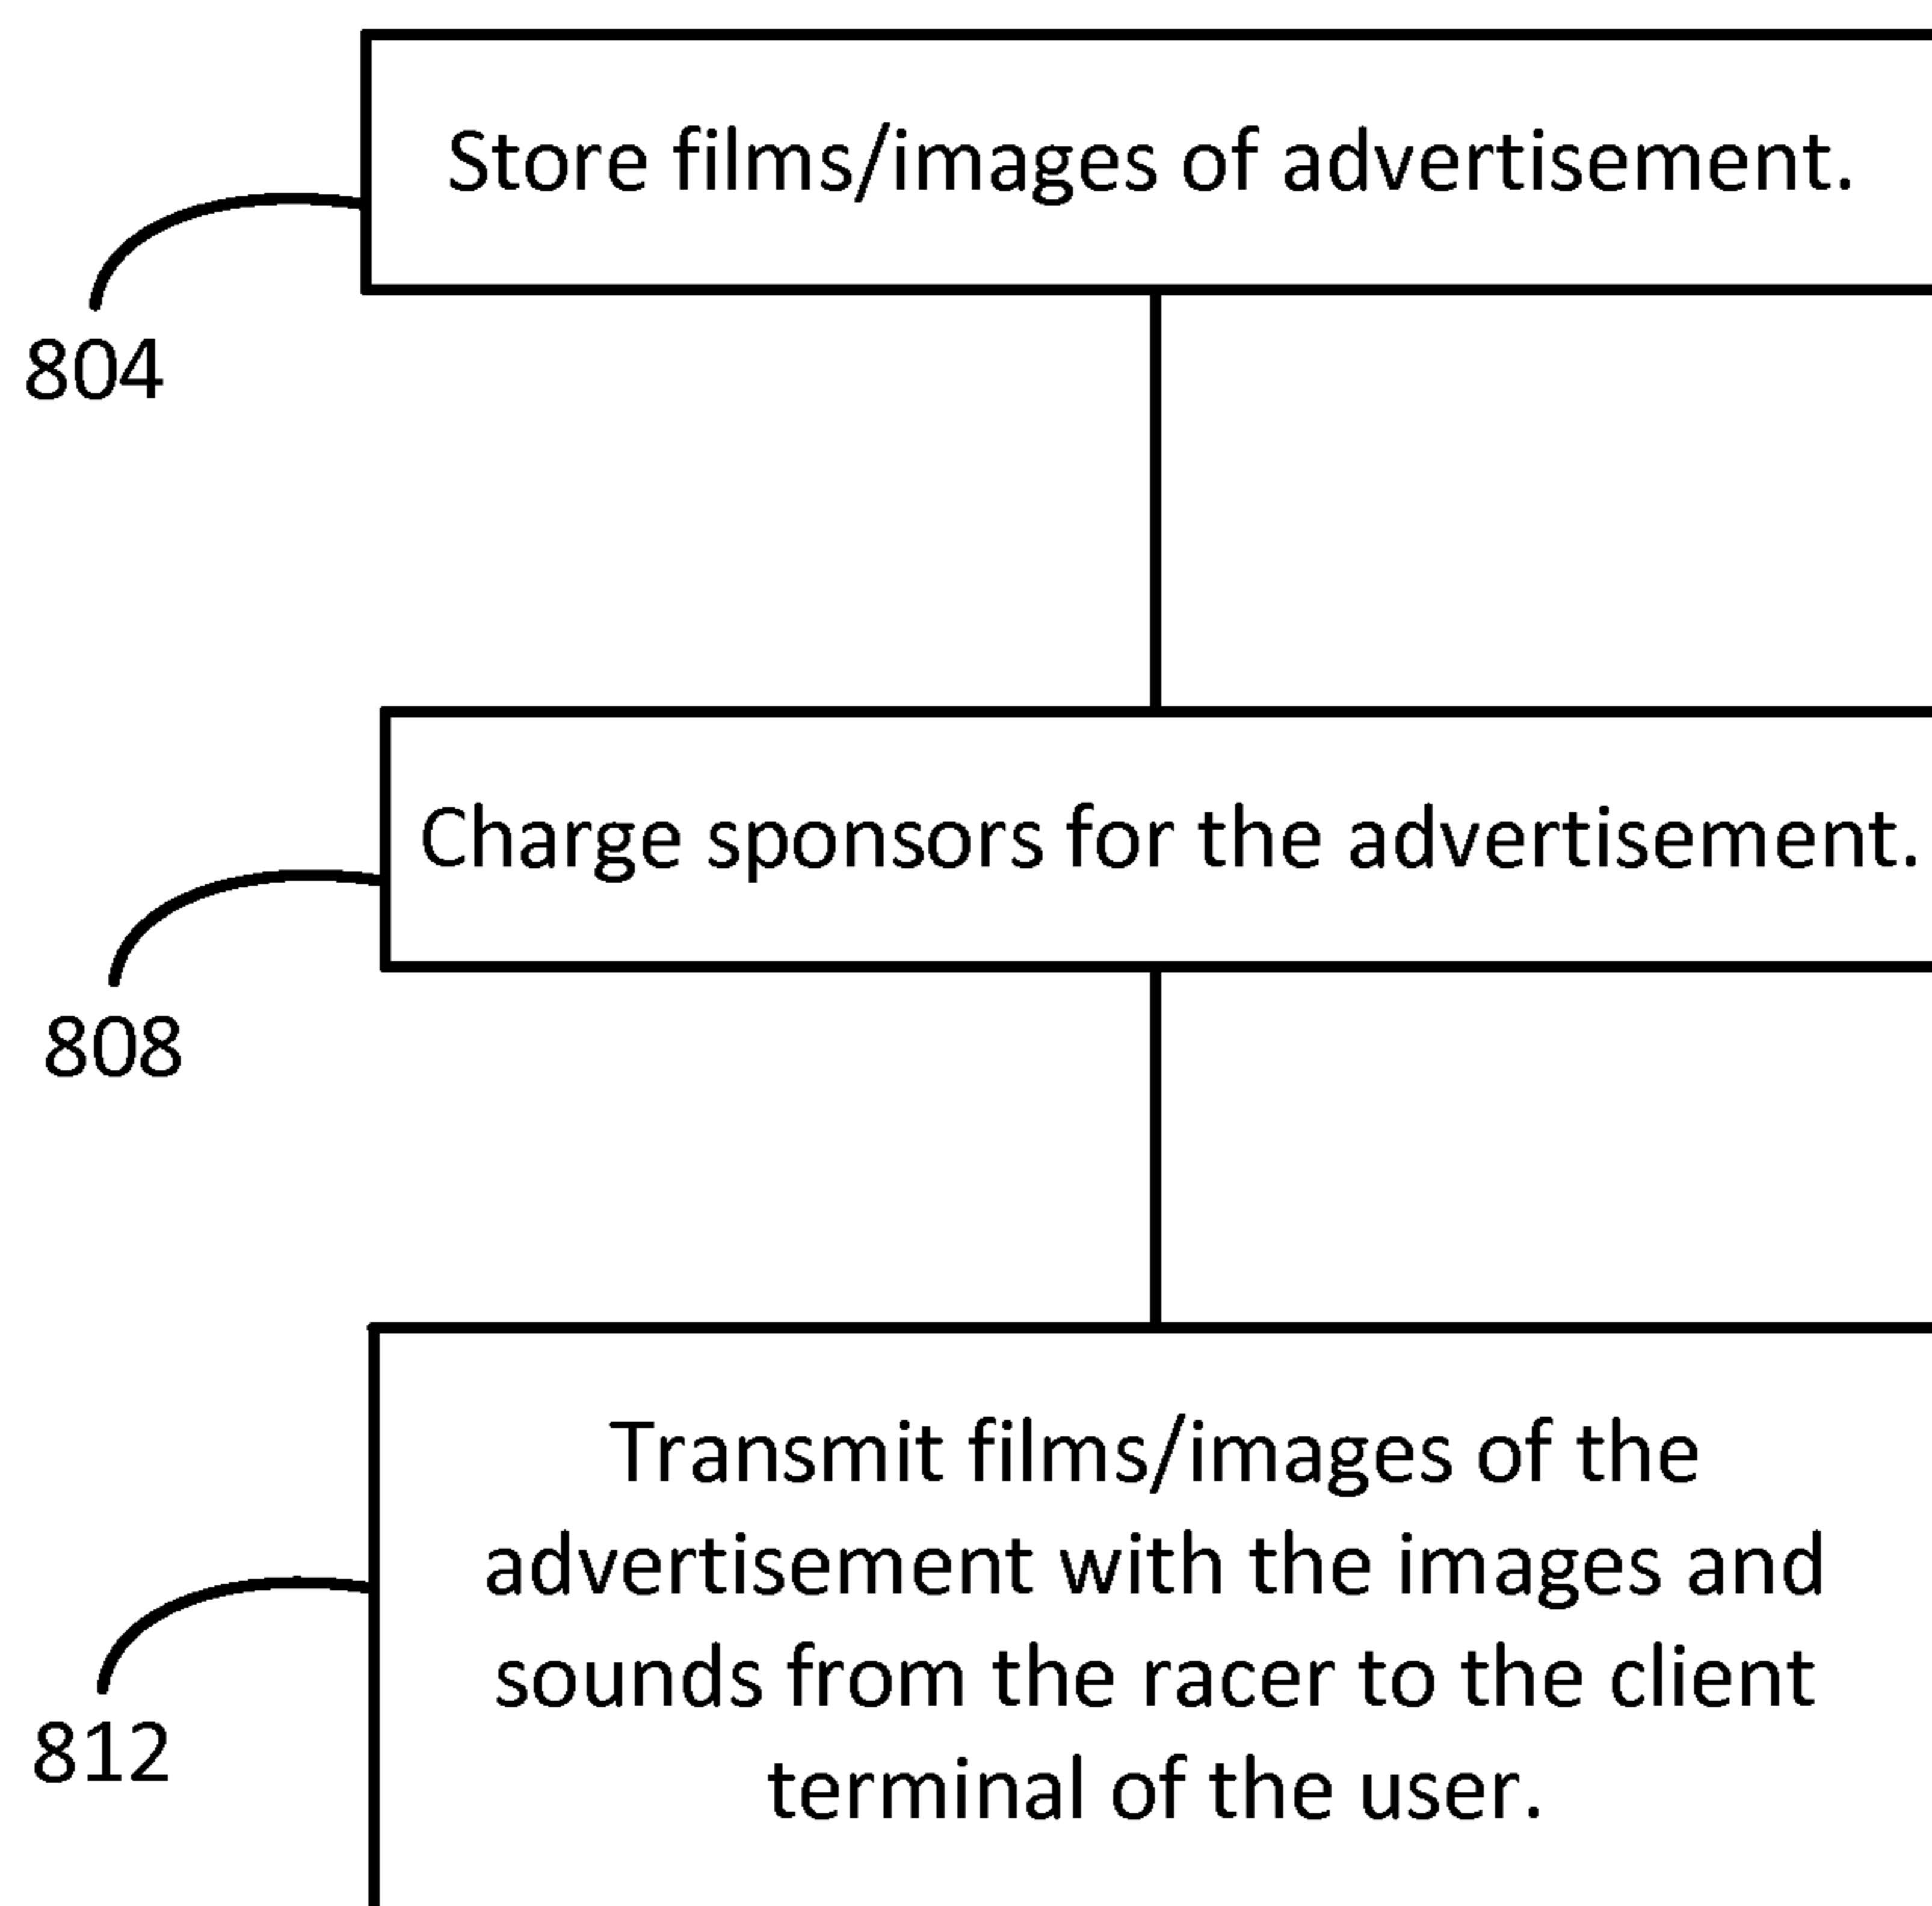 Store films/images of advertisement.
804
Charge sponsors for the advertisement.
808
Transmit films/images of the
advertisement with the images and
sounds from the racer to the client
terminal of the user.
812